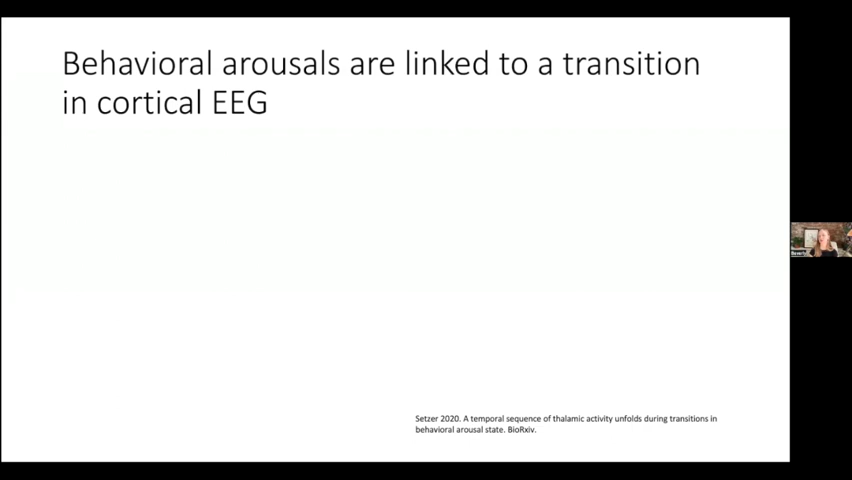 Behavioral arousals are linked to a transition
in cortical EEG
Setzer 2020. A temporal sequence of thalamic activity unfolds during transitions in
behavioral arousal state. BioRxiv.